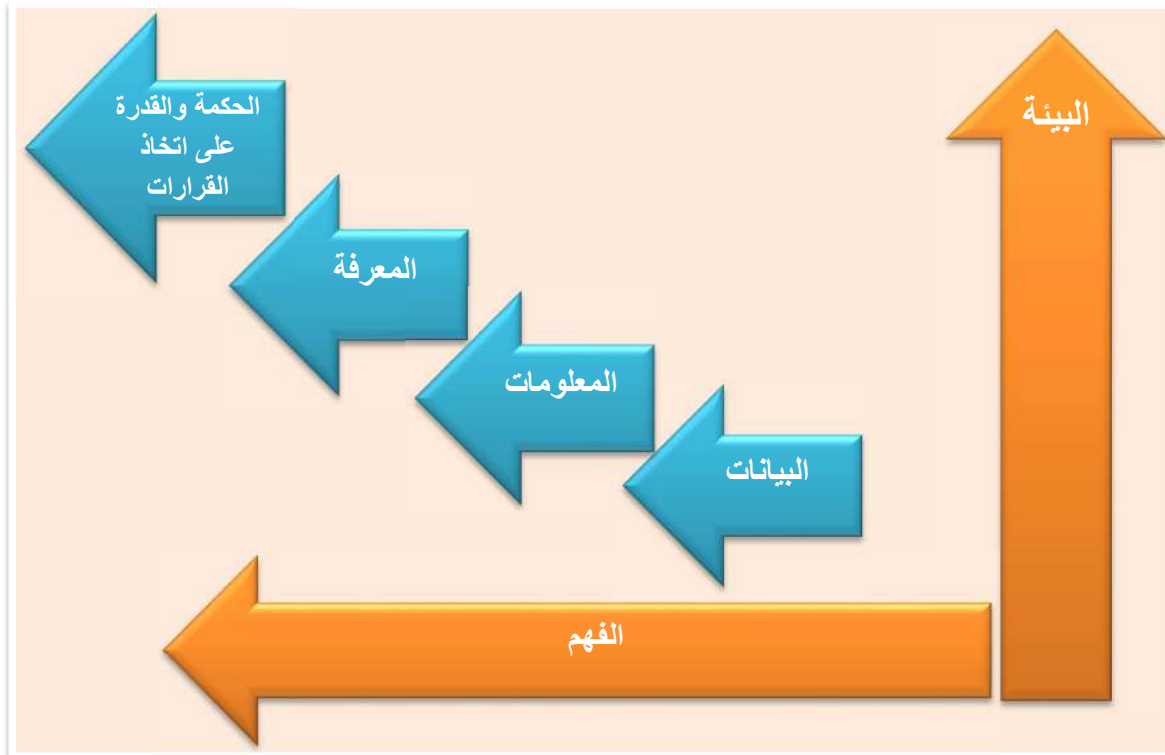 البيئة
الحكمة والقدرة
على اتخاذ
القرارات
المعرفة
المعلومات
البيانات
الفهم